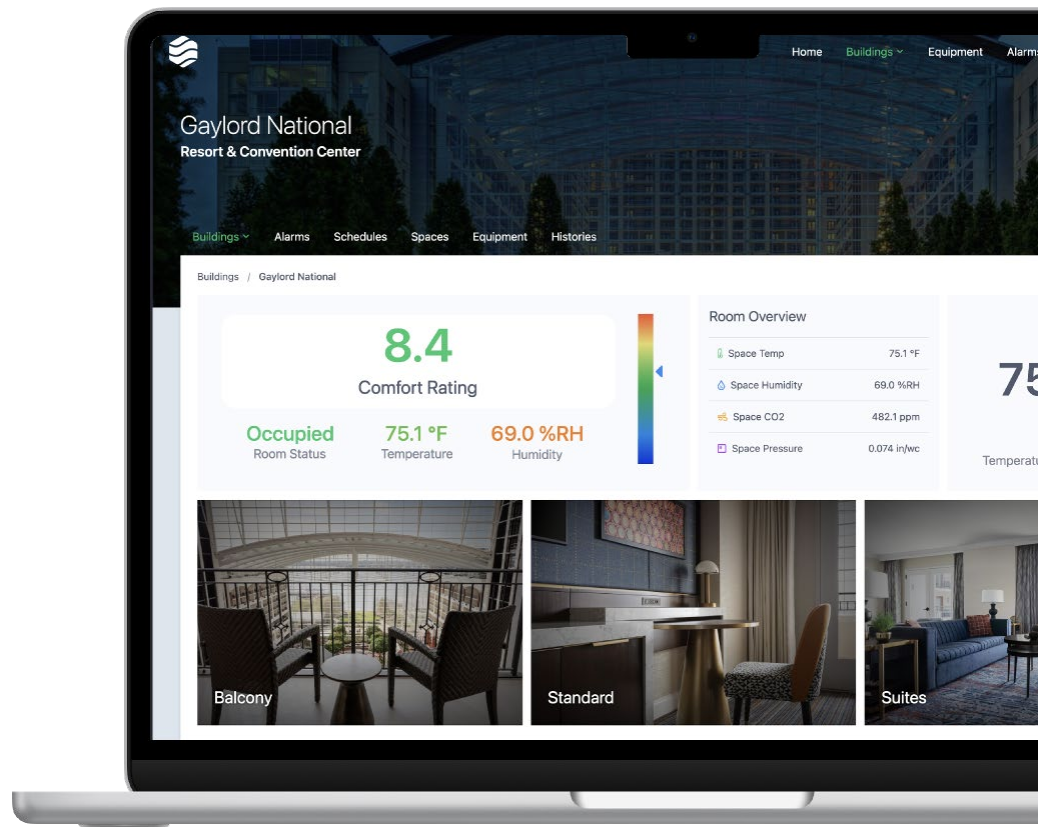 Home Buildings Equipment Alarms
Gaylord National
Resort & Convention Center
Buildings Alarms Schedules Spaces Equipment Histories
Buildings / Gaylord National
8.4
Comfort Rating
Occupied 75.1 °F 69.0 %RH
Room Status Temperature Humidity
Room Overview
Space Temp 75.1 °F
Space Humidity 69.0 %RH
Space CO2 482.1 ppm
Space Pressure 0.074 in/wc
Balcony
Standard
Suites